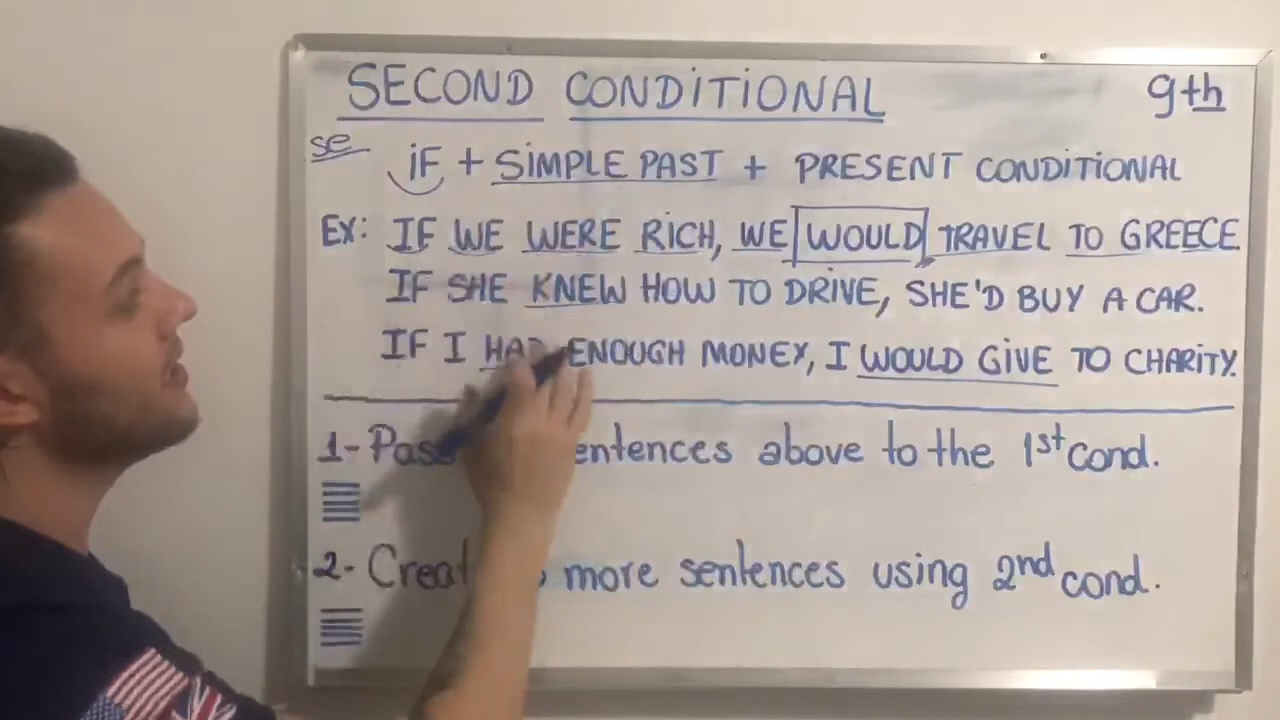 SECOND CONDITIONAL 9th
se
IF + SIMPLE PAST + PRESENT CONDITIONAL
EX: IF WE WERE RICH, WE WOULD TRAVEL TO GREECE
IF SHE KNEW HOW TO DRIVE, SHE'D BUY A CAR.
IF I HAD ENOUGH MONEY, I WOULD GIVE TO CHARITY.
1- Pass above to the 1st cond.
2- more sentences using 2nd cond.